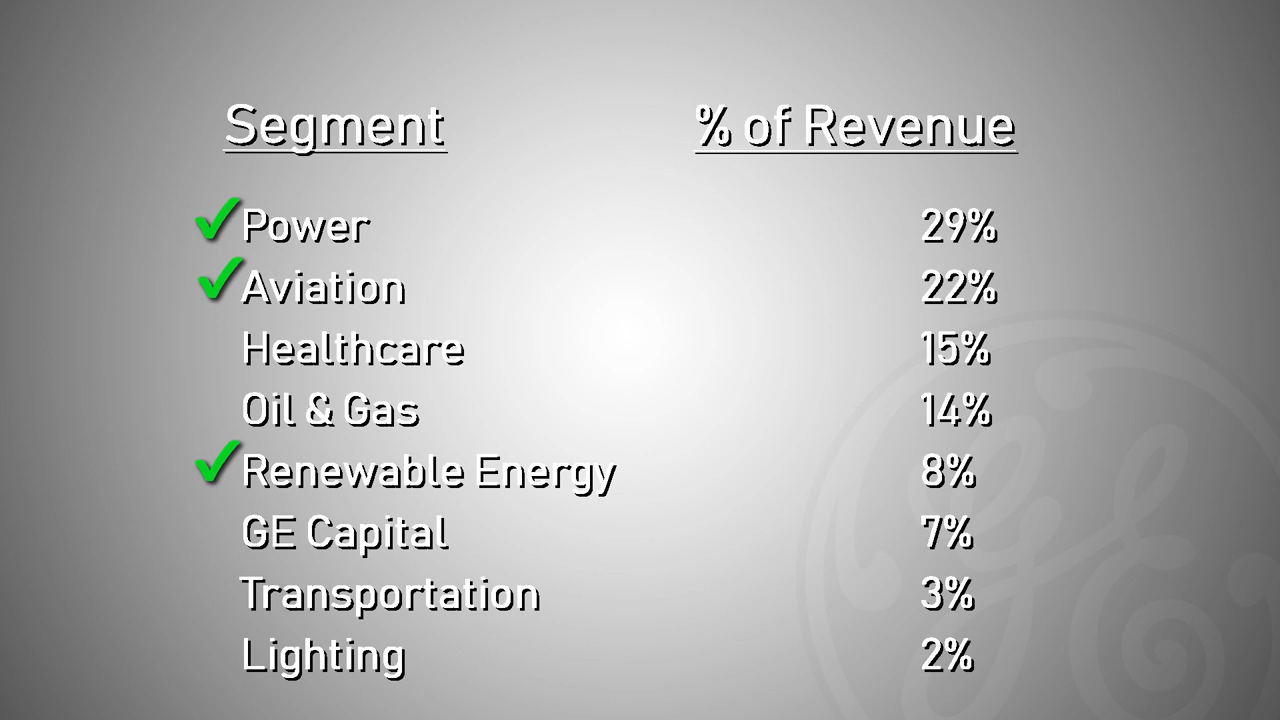 Segment % of Revenue
Power 29%
Aviation 22%
Healthcare 15%
Oil & Gas 14%
Renewable Energy 8%
GE Capital 7%
Transportation 3%
Lighting 2%
GE